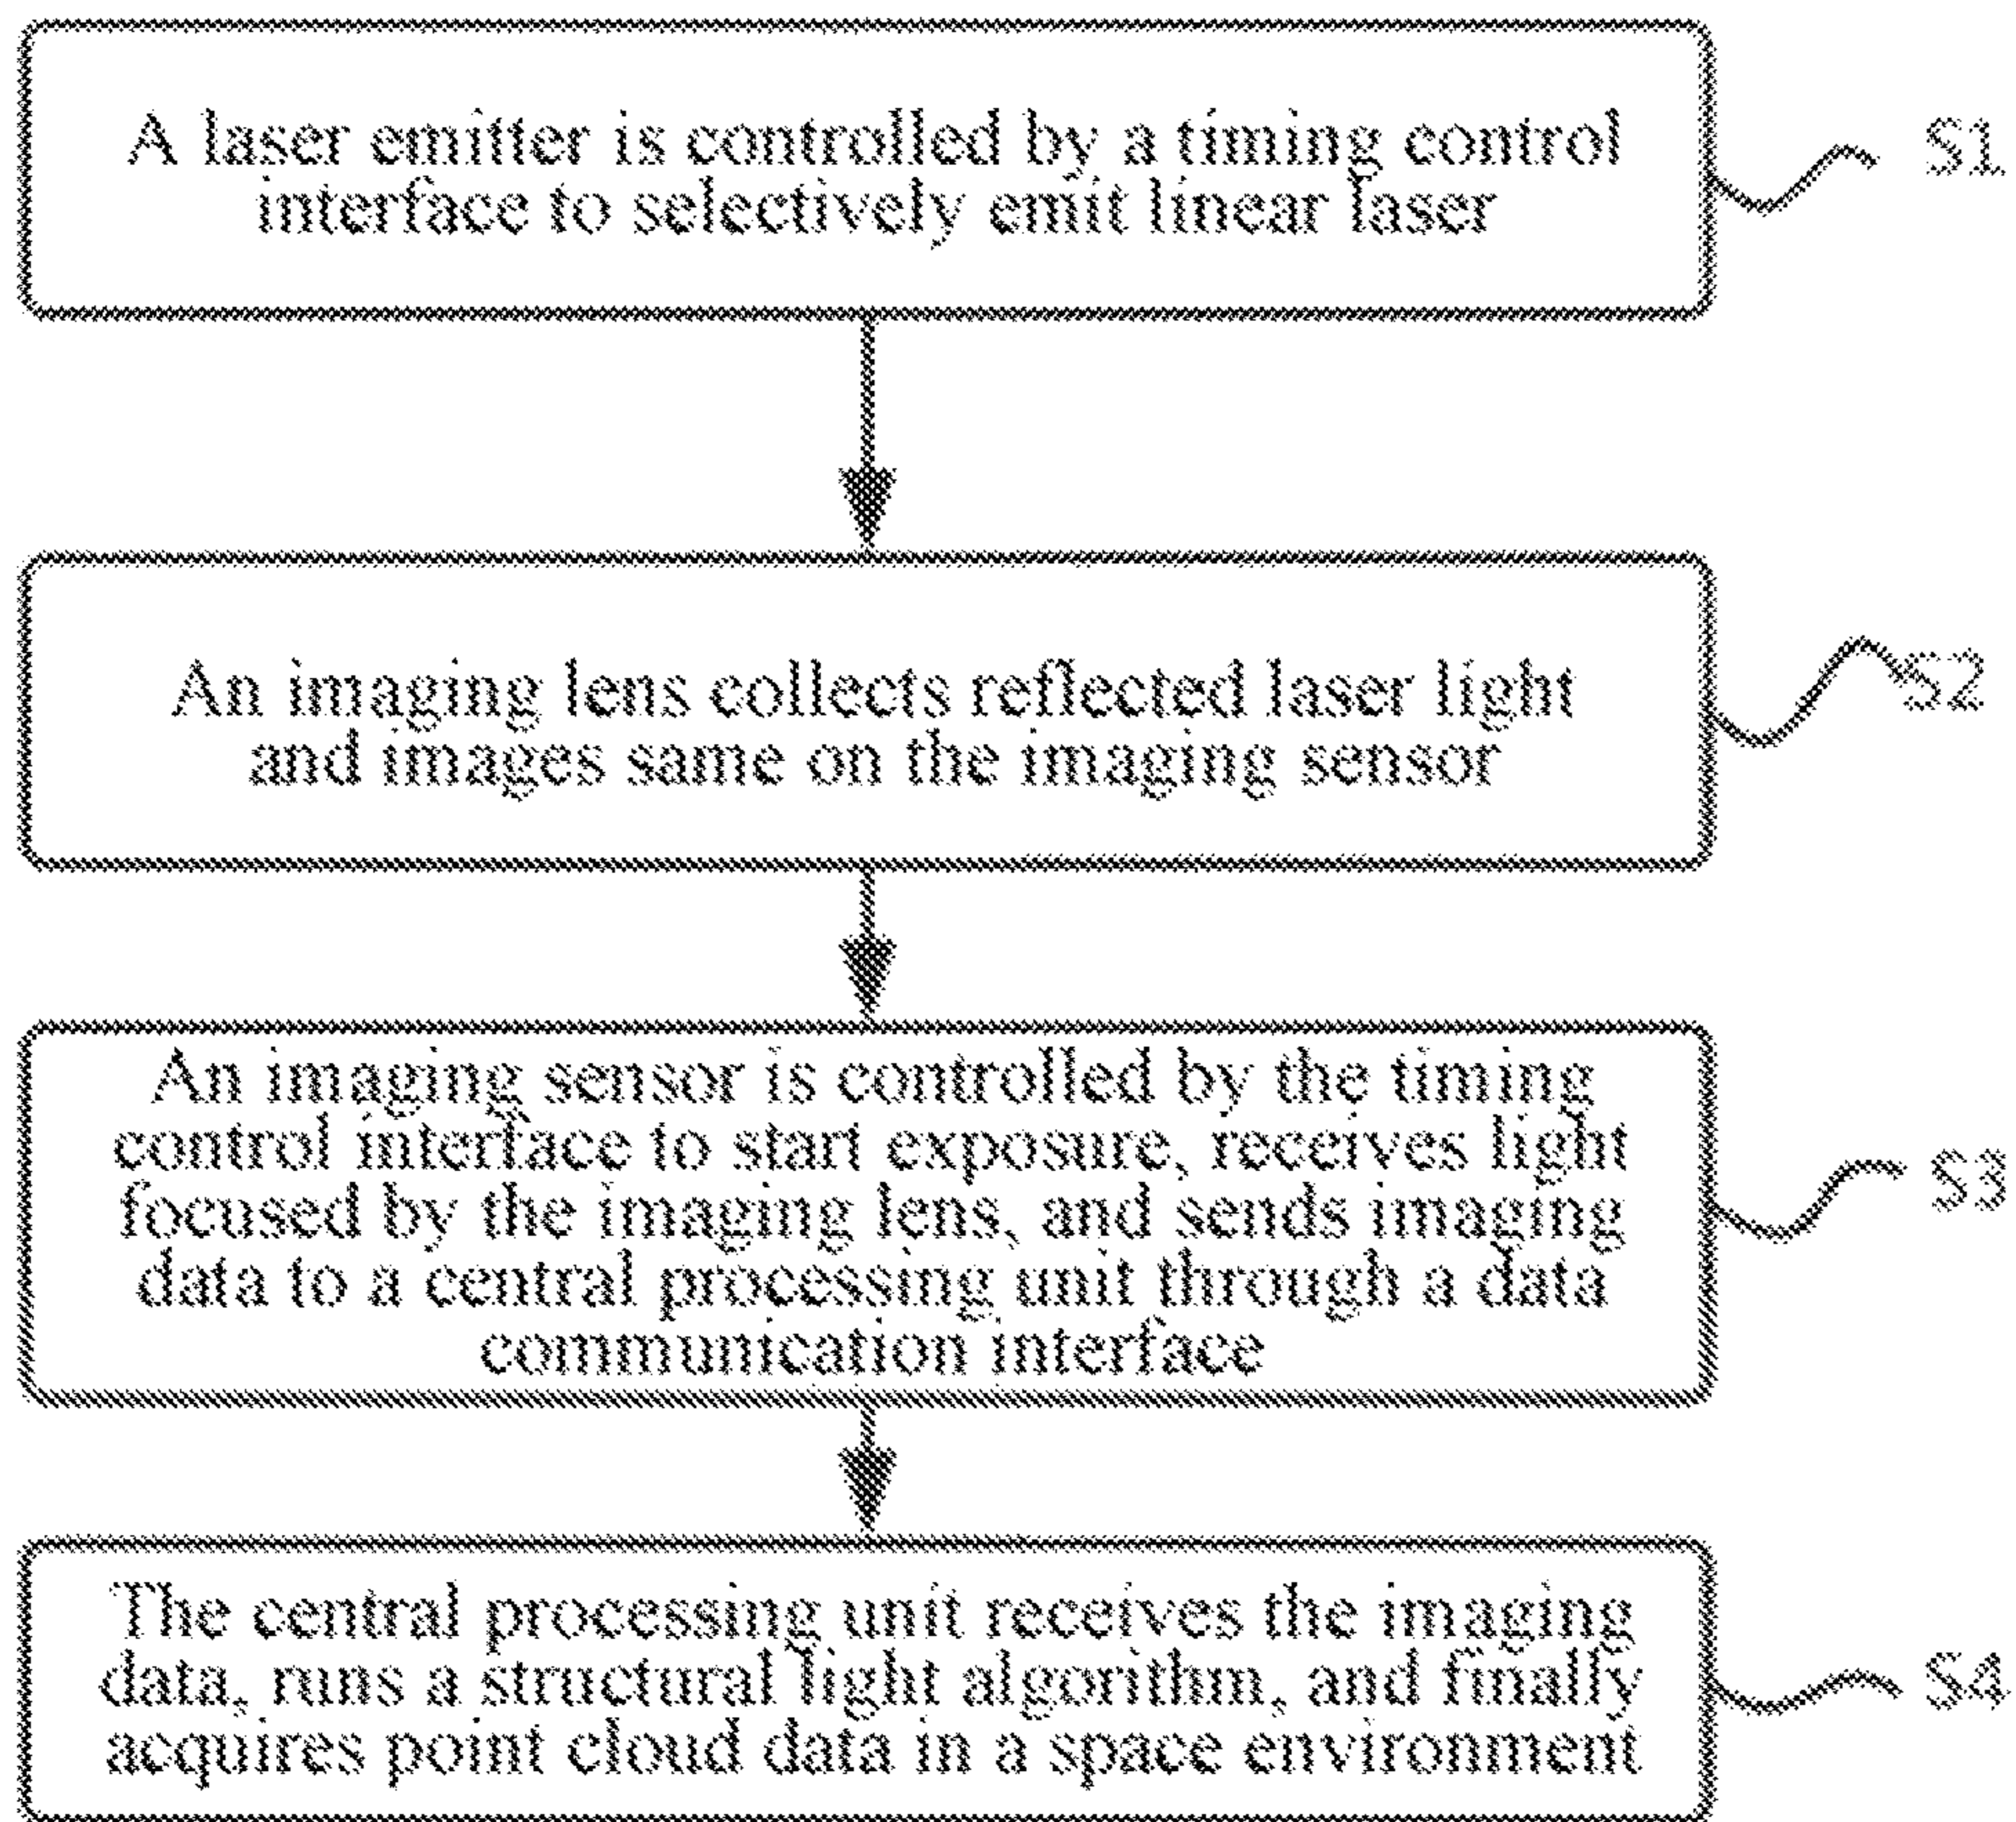 A laser emitter is controlled by a timing control
interface to selectively emit linear laser
S1
An imaging lens collects reflected laser light
and images same on the imaging sensor
S2
An imaging sensor is controlled by the timing
control interface to start exposure, receives light
focused by the imaging lens, and sends imaging
data to a central processing unit through a data
communication interface
S3
The central processing unit receives the imaging
data, runs a structural light algorithm, and finally
acquires point cloud data in a space environment
S4